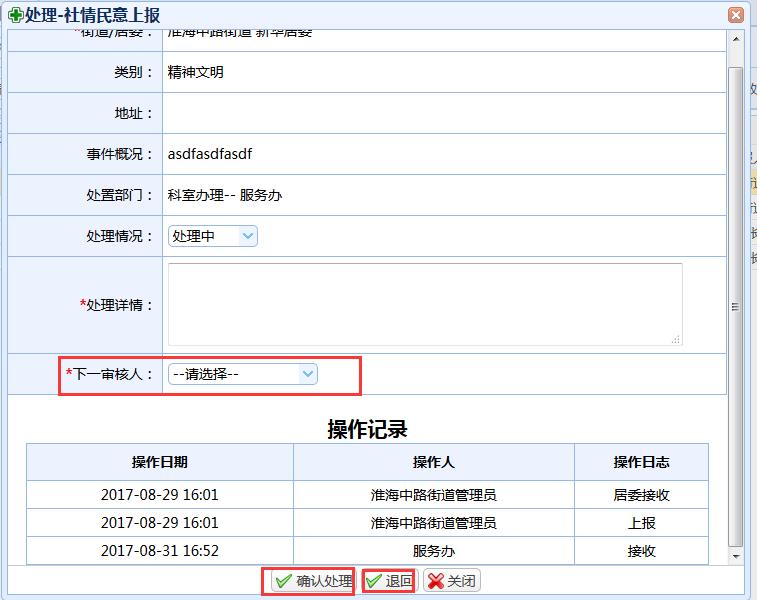 处理-社情民意上报
*街道/居委： 淮海中路街道 新华居委
类别： 精神文明
地址：
事件概况： asdfasdfasdf
处置部门： 科室办理-- 服务办
处理情况： 处理中
*处理详情：
*下一审核人： --请选择--
操作记录
操作日期 操作人 操作日志
2017-08-29 16:01 淮海中路街道管理员 居委接收
2017-08-29 16:01 淮海中路街道管理员 上报
2017-08-31 16:52 服务办 接收
确认处理 退回 关闭